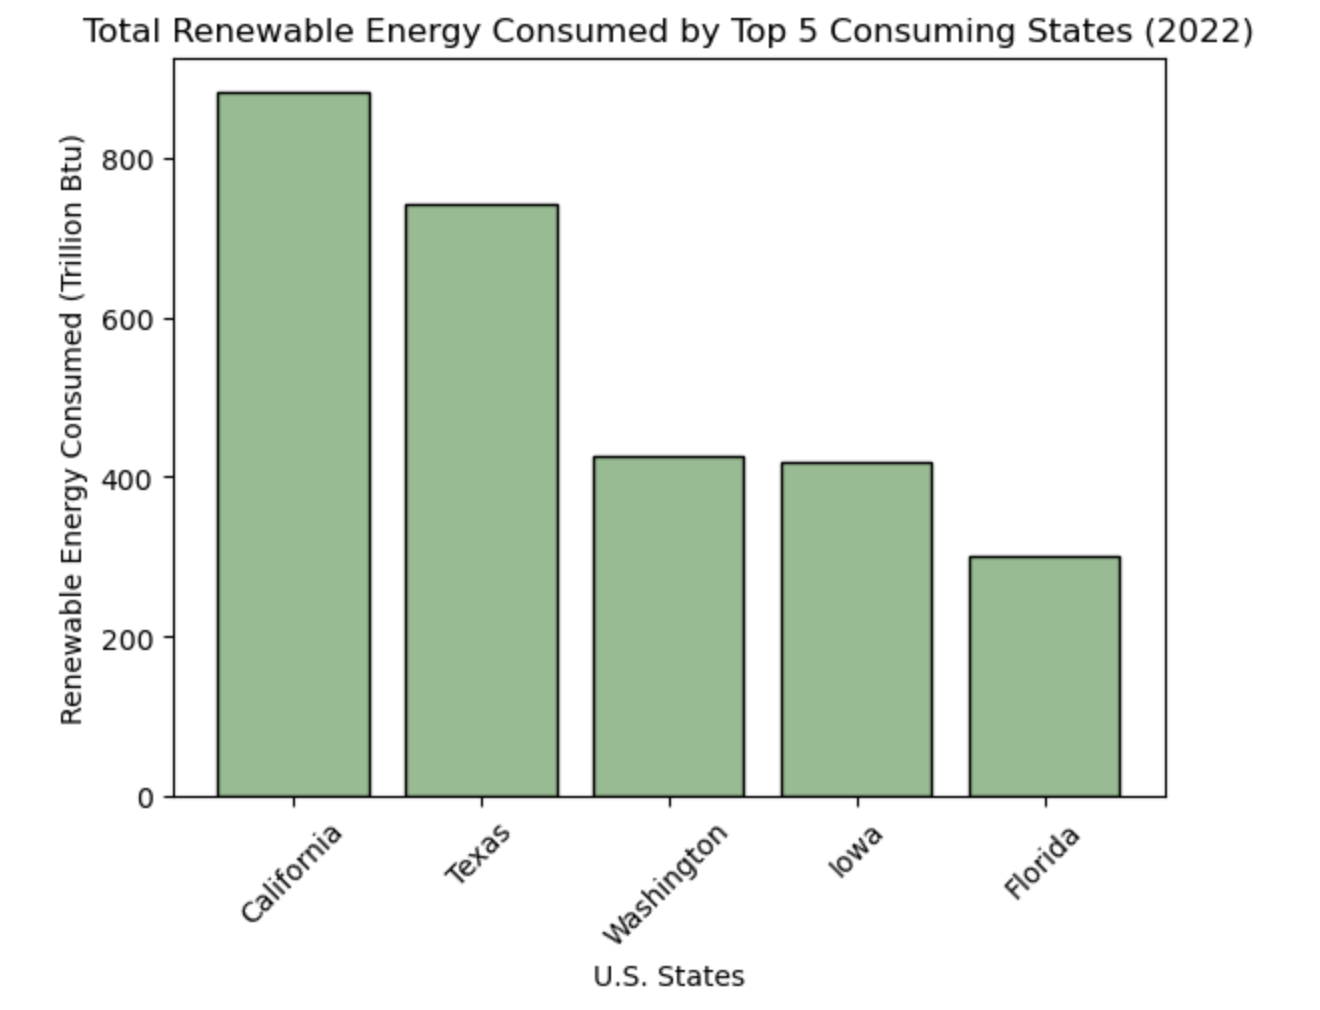 Total Renewable Energy Consumed by Top 5 Consuming States (2022)
Renewable Energy Consumed (Trillion Btu)
800
600
400
200
0
California
Texas
Washington
Iowa
Florida
U.S. States